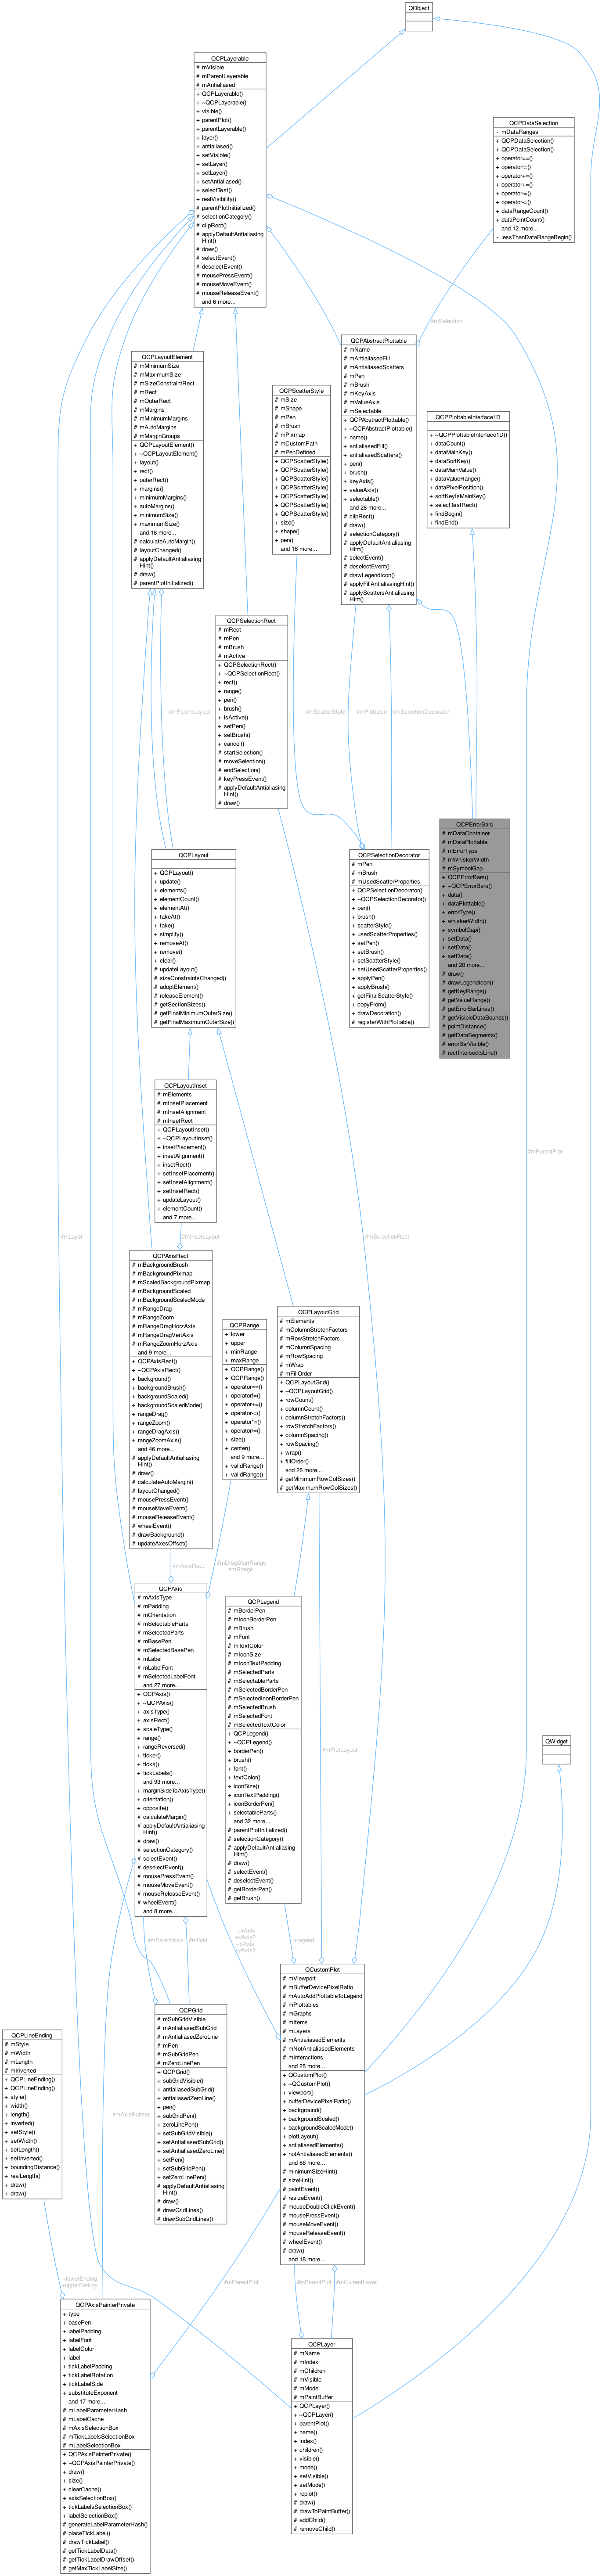 QObject
QCPLayerable
# mVisible
# mParentLayerable
# mAntialiased
+ QCPLayerable()
+ ~QCPLayerable()
+ visible()
+ parentPlot()
+ parentLayerable()
+ layer()
+ antialiased()
+ setVisible()
+ setLayer()
+ setLayer()
+ setAntialiased()
+ selectTest()
+ realVisibility()
# parentPlotInitialized()
# selectionCategory()
# clipRect()
# applyDefaultAntialiasing
Hint()
# draw()
# selectEvent()
# deselectEvent()
# mousePressEvent()
# mouseMoveEvent()
# mouseReleaseEvent()
and 6 more...
QCPDataSelection
- mDataRanges
+ QCPDataSelection()
+ QCPDataSelection()
+ operator==()
+ operator!=()
+ operator+=()
+ operator+=()
+ operator-=()
+ operator-=()
+ dataRangeCount()
+ dataPointCount()
and 12 more...
- lessThanDataRangeBegin()
#mSelection
QCPLayoutElement
# mMinimumSize
# mMaximumSize
# mSizeConstraintRect
# mRect
# mOuterRect
# mMargins
# mMinimumMargins
# mAutoMargins
# mMarginGroups
+ QCPLayoutElement()
+ ~QCPLayoutElement()
+ layout()
+ rect()
+ outerRect()
+ margins()
+ minimumMargins()
+ autoMargins()
+ minimumSize()
+ maximumSize()
and 18 more...
# calculateAutoMargin()
# layoutChanged()
# applyDefaultAntialiasing
Hint()
# draw()
# parentPlotInitialized()
QCPScatterStyle
# mSize
# mShape
# mPen
# mBrush
# mPixmap
# mCustomPath
# mPenDefined
+ QCPScatterStyle()
+ QCPScatterStyle()
+ QCPScatterStyle()
+ QCPScatterStyle()
+ QCPScatterStyle()
+ QCPScatterStyle()
+ QCPScatterStyle()
+ size()
+ shape()
+ pen()
and 16 more...
QCPAbstractPlottable
# mName
# mAntialiasedFill
# mAntialiasedScatters
# mPen
# mBrush
# mKeyAxis
# mValueAxis
# mSelectable
+ QCPAbstractPlottable()
+ ~QCPAbstractPlottable()
+ name()
+ antialiasedFill()
+ antialiasedScatters()
+ pen()
+ brush()
+ keyAxis()
+ valueAxis()
+ selectable()
and 28 more...
# clipRect()
# draw()
# selectionCategory()
# applyDefaultAntialiasing
Hint()
# selectEvent()
# deselectEvent()
# drawLegendIcon()
# applyFillAntialiasingHint()
# applyScattersAntialiasing
Hint()
QCPPlottableInterface1D
+ ~QCPPlottableInterface1D()
+ dataCount()
+ dataMainKey()
+ dataSortKey()
+ dataMainValue()
+ dataValueRange()
+ dataPixelPosition()
+ sortKeyIsMainKey()
+ selectTestRect()
+ findBegin()
+ findEnd()
QCPSelectionRect
# mRect
# mPen
# mBrush
# mActive
+ QCPSelectionRect()
+ ~QCPSelectionRect()
+ rect()
+ range()
+ pen()
+ brush()
+ isActive()
+ setPen()
+ setBrush()
+ cancel()
# startSelection()
# moveSelection()
# endSelection()
# keyPressEvent()
# applyDefaultAntialiasing
Hint()
# draw()
#mParentLayout
#mScatterStyle
#mPlottable
#mSelectionDecorator
QCPErrorBars
# mDataContainer
# mDataPlottable
# mErrorType
# mWhiskerWidth
# mSymbolGap
+ QCPErrorBars()
+ ~QCPErrorBars()
+ data()
+ dataPlottable()
+ errorType()
+ whiskerWidth()
+ symbolGap()
+ setData()
+ setData()
+ setData()
and 20 more...
# draw()
# drawLegendIcon()
# getKeyRange()
# getValueRange()
# getErrorBarLines()
# getVisibleDataBounds()
# pointDistance()
# getDataSegments()
# errorBarVisible()
# rectIntersectsLine()
QCPLayout
+ QCPLayout()
+ update()
+ elements()
+ elementCount()
+ elementAt()
+ takeAt()
+ take()
+ simplify()
+ removeAt()
+ remove()
+ clear()
# updateLayout()
# sizeConstraintsChanged()
# adoptElement()
# releaseElement()
# getSectionSizes()
# getFinalMinimumOuterSize()
# getFinalMaximumOuterSize()
QCPSelectionDecorator
# mPen
# mBrush
# mUsedScatterProperties
+ QCPSelectionDecorator()
+ ~QCPSelectionDecorator()
+ pen()
+ brush()
+ scatterStyle()
+ usedScatterProperties()
+ setPen()
+ setBrush()
+ setScatterStyle()
+ setUsedScatterProperties()
+ applyPen()
+ applyBrush()
+ getFinalScatterStyle()
+ copyFrom()
+ drawDecoration()
# registerWithPlottable()
QCPLayoutInset
# mElements
# mInsetPlacement
# mInsetAlignment
# mInsetRect
+ QCPLayoutInset()
+ ~QCPLayoutInset()
+ insetPlacement()
+ insetAlignment()
+ insetRect()
+ setInsetPlacement()
+ setInsetAlignment()
+ setInsetRect()
+ updateLayout()
+ elementCount()
and 7 more...
#mParentPlot
#mLayer
#mInsetLayout
#mSelectionRect
QCPAxisRect
# mBackgroundBrush
# mBackgroundPixmap
# mScaledBackgroundPixmap
# mBackgroundScaled
# mBackgroundScaledMode
# mRangeDrag
# mRangeZoom
# mRangeDragHorzAxis
# mRangeDragVertAxis
# mRangeZoomHorzAxis
and 9 more...
+ QCPAxisRect()
+ ~QCPAxisRect()
+ background()
+ backgroundBrush()
+ backgroundScaled()
+ backgroundScaledMode()
+ rangeDrag()
+ rangeZoom()
+ rangeDragAxis()
+ rangeZoomAxis()
and 46 more...
# applyDefaultAntialiasing
Hint()
# draw()
# calculateAutoMargin()
# layoutChanged()
# mousePressEvent()
# mouseMoveEvent()
# mouseReleaseEvent()
# wheelEvent()
# drawBackground()
# updateAxesOffset()
QCPRange
+ lower
+ upper
+ minRange
+ maxRange
+ QCPRange()
+ QCPRange()
+ operator==()
+ operator!=()
+ operator+=()
+ operator-=()
+ operator*=()
+ operator/=()
+ size()
+ center()
and 9 more...
+ validRange()
+ validRange()
QCPLayoutGrid
# mElements
# mColumnStretchFactors
# mRowStretchFactors
# mColumnSpacing
# mRowSpacing
# mWrap
# mFillOrder
+ QCPLayoutGrid()
+ ~QCPLayoutGrid()
+ rowCount()
+ columnCount()
+ columnStretchFactors()
+ rowStretchFactors()
+ columnSpacing()
+ rowSpacing()
+ wrap()
+ fillOrder()
and 26 more...
# getMinimumRowColSizes()
# getMaximumRowColSizes()
#mAxisRect
#mDragStartRange
#mRange
QCPAxis
# mAxisType
# mPadding
# mOrientation
# mSelectableParts
# mSelectedParts
# mBasePen
# mSelectedBasePen
# mLabel
# mLabelFont
# mSelectedLabelFont
and 27 more...
+ QCPAxis()
+ ~QCPAxis()
+ axisType()
+ axisRect()
+ scaleType()
+ range()
+ rangeReversed()
+ ticker()
+ ticks()
+ tickLabels()
and 93 more...
+ marginSideToAxisType()
+ orientation()
+ opposite()
# calculateMargin()
# applyDefaultAntialiasing
Hint()
# draw()
# selectionCategory()
# selectEvent()
# deselectEvent()
# mousePressEvent()
# mouseMoveEvent()
# mouseReleaseEvent()
# wheelEvent()
and 8 more...
QCPLegend
# mBorderPen
# mIconBorderPen
# mBrush
# mFont
# mTextColor
# mIconSize
# mIconTextPadding
# mSelectedParts
# mSelectableParts
# mSelectedBorderPen
# mSelectedIconBorderPen
# mSelectedBrush
# mSelectedFont
# mSelectedTextColor
+ QCPLegend()
+ ~QCPLegend()
+ borderPen()
+ brush()
+ font()
+ textColor()
+ iconSize()
+ iconTextPadding()
+ iconBorderPen()
+ selectableParts()
and 32 more...
# parentPlotInitialized()
# selectionCategory()
# applyDefaultAntialiasing
Hint()
# draw()
# selectEvent()
# deselectEvent()
# getBorderPen()
# getBrush()
#mPlotLayout
QWidget
#mParentAxis
#mGrid
+xAxis
+xAxis2
+yAxis
+yAxis2
+legend
QCustomPlot
# mViewport
# mBufferDevicePixelRatio
# mAutoAddPlottableToLegend
# mPlottables
# mGraphs
# mItems
# mLayers
# mAntialiasedElements
# mNotAntialiasedElements
# mInteractions
and 25 more...
+ QCustomPlot()
+ ~QCustomPlot()
+ viewport()
+ bufferDevicePixelRatio()
+ background()
+ backgroundScaled()
+ backgroundScaledMode()
+ plotLayout()
+ antialiasedElements()
+ notAntialiasedElements()
and 86 more...
# minimumSizeHint()
# sizeHint()
# paintEvent()
# resizeEvent()
# mouseDoubleClickEvent()
# mousePressEvent()
# mouseMoveEvent()
# mouseReleaseEvent()
# wheelEvent()
# draw()
and 18 more...
QCPGrid
# mSubGridVisible
# mAntialiasedSubGrid
# mAntialiasedZeroLine
# mPen
# mSubGridPen
# mZeroLinePen
+ QCPGrid()
+ subGridVisible()
+ antialiasedSubGrid()
+ antialiasedZeroLine()
+ pen()
+ subGridPen()
+ zeroLinePen()
+ setSubGridVisible()
+ setAntialiasedSubGrid()
+ setAntialiasedZeroLine()
+ setPen()
+ setSubGridPen()
+ setZeroLinePen()
# applyDefaultAntialiasing
Hint()
# draw()
# drawGridLines()
# drawSubGridLines()
QCPLineEnding
# mStyle
# mWidth
# mLength
# mInverted
+ QCPLineEnding()
+ QCPLineEnding()
+ style()
+ width()
+ length()
+ inverted()
+ setStyle()
+ setWidth()
+ setLength()
+ setInverted()
+ boundingDistance()
+ realLength()
+ draw()
+ draw()
#mAxisPainter
+lowerEnding
+upperEnding
#mParentPlot
#mParentPlot
#mCurrentLayer
QCPAxisPainterPrivate
+ type
+ basePen
+ labelPadding
+ labelFont
+ labelColor
+ label
+ tickLabelPadding
+ tickLabelRotation
+ tickLabelSide
+ substituteExponent
and 17 more...
# mLabelParameterHash
# mLabelCache
# mAxisSelectionBox
# mTickLabelsSelectionBox
# mLabelSelectionBox
+ QCPAxisPainterPrivate()
+ ~QCPAxisPainterPrivate()
+ draw()
+ size()
+ clearCache()
+ axisSelectionBox()
+ tickLabelsSelectionBox()
+ labelSelectionBox()
# generateLabelParameterHash()
# placeTickLabel()
# drawTickLabel()
# getTickLabelData()
# getTickLabelDrawOffset()
# getMaxTickLabelSize()
QCPLayer
# mName
# mIndex
# mChildren
# mVisible
# mMode
# mPaintBuffer
+ QCPLayer()
+ ~QCPLayer()
+ parentPlot()
+ name()
+ index()
+ children()
+ visible()
+ mode()
+ setVisible()
+ setMode()
+ replot()
# draw()
# drawToPaintBuffer()
# addChild()
# removeChild()